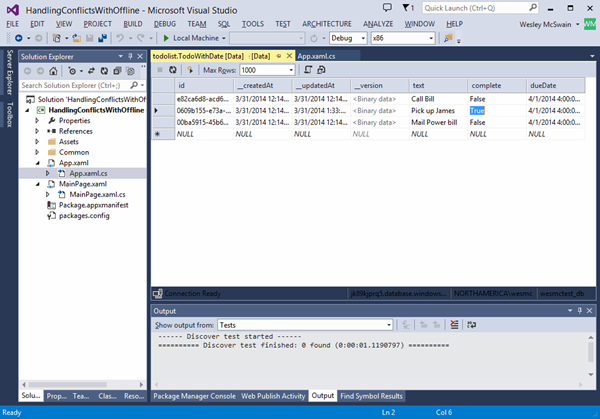 HandlingConflictsWithOffline - Microsoft Visual Studio
1
Quick Launch (Ctrl+Q)
FILE EDIT VIEW PROJECT BUILD DEBUG TEAM SQL TOOLS TEST ARCHITECTURE ANALYZE WINDOW HELP
Wesley McSwain
WM
Local Machine
Debug
x86
Server Explorer
Toolbox
Solution Explorer
Search Solution Explorer (Ctrl+;)
Solution 'HandlingConflictsWithOff
HandlingConflictsWithOffline
Properties
References
Assets
Common
App.xaml
App.xaml.cs
MainPage.xaml
MainPage.xaml.cs
Package.appxmanifest
packages.config
Solu...
Prop...
Tea...
Clas...
Reso...
todolist.TodoWithDate [Data]
: (Data)
App.xaml.cs
Max Rows:
1000
id __createdAt __updatedAt __version text complete dueDate
e82ca6d8-acd6... 3/31/2014 12:14... 3/31/2014 12:14... <Binary data> Call Bill False 4/1/2014 4:00:0...
c609b155-e73a-... 3/31/2014 12:14... 3/31/2014 1:33:... <Binary data> Pick up James True 4/1/2014 4:00:0...
00ba5915-45b6... 3/31/2014 12:14... 3/31/2014 12:14... <Binary data> Mail Power bill False 4/1/2014 4:00:0...
NULL NULL NULL NULL NULL NULL NULL
Connection Ready
NORTHAMERICA\wesmc
wesmctest_db
Output
Show output from:
Tests
------ Discover test started ------
========== Discover test finished: 0 found (0:00:01.1190797) ==========
Package Manager Console
Web Publish Activity
Output
Find Symbol Results
Ready
Ln 2
Col 6